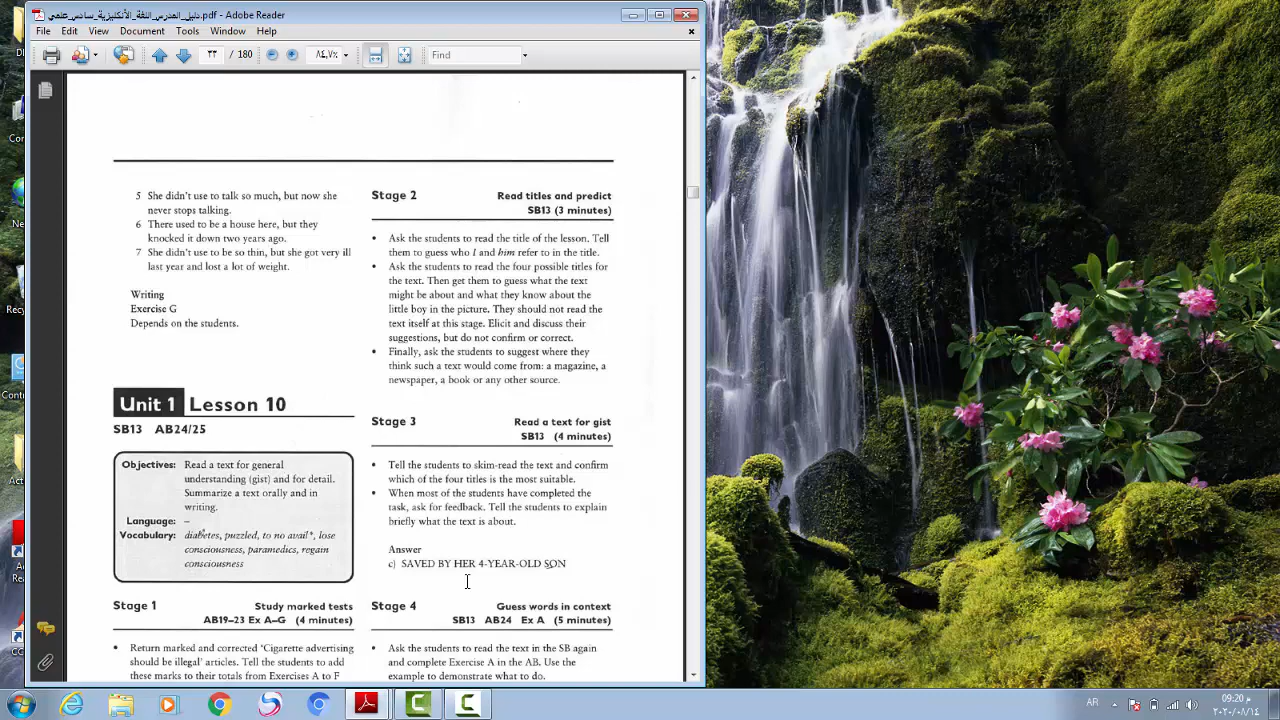 دليل_المدرس_اللغة_الأنكليزية_سادس_علمي.pdf - Adobe Reader
File Edit View Document Tools Window Help
٢٣ / 180 ٨٤,٧% Find
5 She didn't use to talk so much, but now she
never stops talking.
6 There used to be a house here, but they
knocked it down two years ago.
7 She didn't use to be so thin, but she got very ill
last year and lost a lot of weight.
Writing
Exercise G
Depends on the students.
Unit 1 Lesson 10
SB13 AB24/25
Objectives: Read a text for general
understanding (gist) and for detail.
Summarize a text orally and in
writing.
Language: –
Vocabulary: diabetes, puzzled, to no avail*, lose
consciousness, paramedics, regain
consciousness
Stage 1 Study marked tests
AB19–23 Ex A–G (4 minutes)
• Return marked and corrected 'Cigarette advertising
should be illegal' articles. Tell the students to add
these marks to their totals from Exercises A to F
Stage 2 Read titles and predict
SB13 (3 minutes)
• Ask the students to read the title of the lesson. Tell
them to guess who I and him refer to in the title.
• Ask the students to read the four possible titles for
the text. Then get them to guess what the text
might be about and what they know about the
little boy in the picture. They should not read the
text itself at this stage. Elicit and discuss their
suggestions, but do not confirm or correct.
• Finally, ask the students to suggest where they
think such a text would come from: a magazine, a
newspaper, a book or any other source.
Stage 3 Read a text for gist
SB13 (4 minutes)
• Tell the students to skim-read the text and confirm
which of the four titles is the most suitable.
• When most of the students have completed the
task, ask for feedback. Tell the students to explain
briefly what the text is about.
Answer
c) SAVED BY HER 4-YEAR-OLD SON
Stage 4 Guess words in context
SB13 AB24 Ex A (5 minutes)
• Ask the students to read the text in the SB again
and complete Exercise A in the AB. Use the
example to demonstrate what to do.
AR 09:20 م
٢٠٢٠/٠٨/١٤